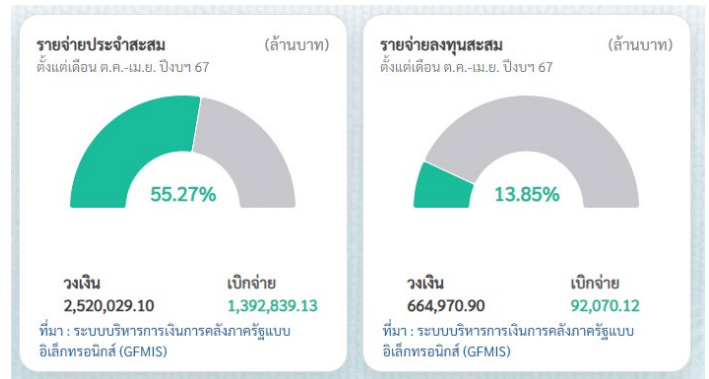 รายจ่ายประจำสะสม (ล้านบาท)
ตั้งแต่เดือน ต.ค.-เม.ย. ปีงบฯ 67
55.27%
วงเงิน เบิกจ่าย
2,520,029.10 1,392,839.13
ที่มา : ระบบบริหารการเงินการคลังภาครัฐแบบ
อิเล็กทรอนิกส์ (GFMIS)
รายจ่ายลงทุนสะสม (ล้านบาท)
ตั้งแต่เดือน ต.ค.-เม.ย. ปีงบฯ 67
13.85%
วงเงิน เบิกจ่าย
664,970.90 92,070.12
ที่มา : ระบบบริหารการเงินการคลังภาครัฐแบบ
อิเล็กทรอนิกส์ (GFMIS)